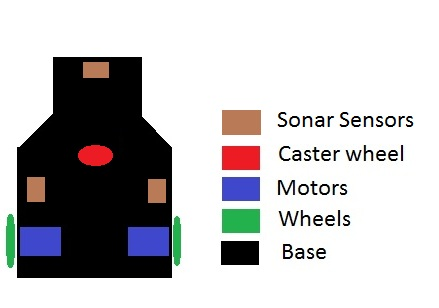 Sonar Sensors
Caster wheel
Motors
Wheels
Base